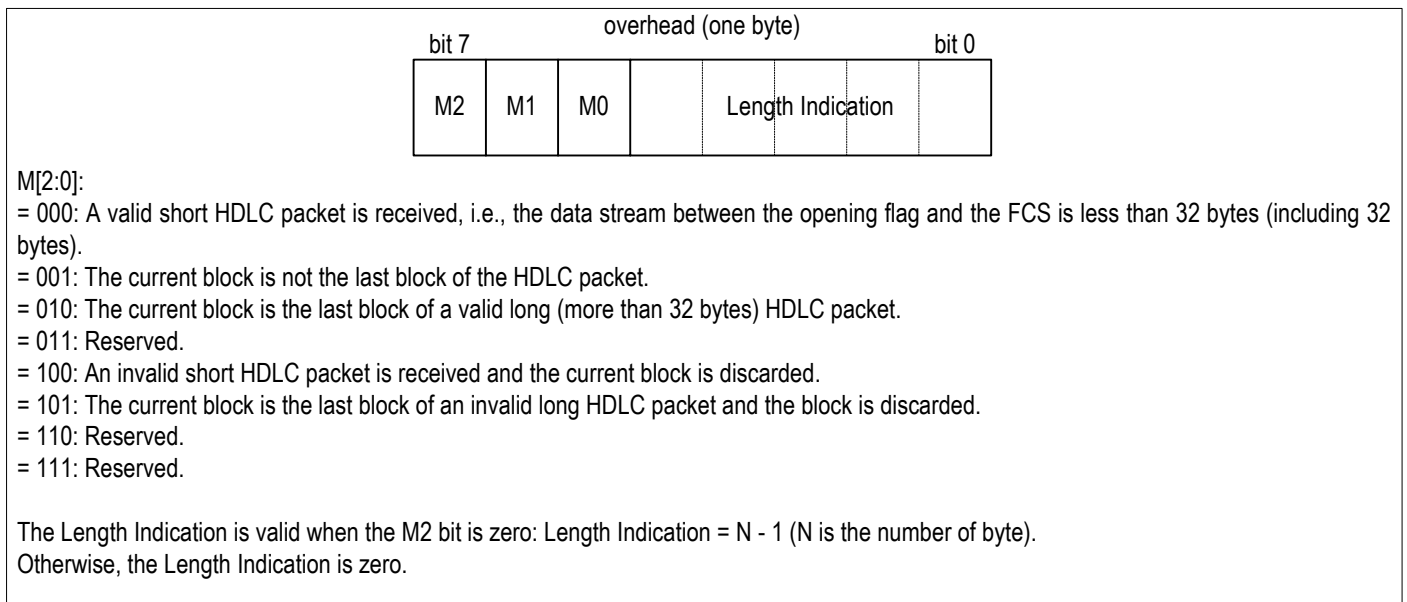 overhead (one byte)
bit 7 bit 0
M2 M1 M0 Length Indication
M[2:0]:
= 000: A valid short HDLC packet is received, i.e., the data stream between the opening flag and the FCS is less than 32 bytes (including 32
bytes).
= 001: The current block is not the last block of the HDLC packet.
= 010: The current block is the last block of a valid long (more than 32 bytes) HDLC packet.
= 011: Reserved.
= 100: An invalid short HDLC packet is received and the current block is discarded.
= 101: The current block is the last block of an invalid long HDLC packet and the block is discarded.
= 110: Reserved.
= 111: Reserved.
The Length Indication is valid when the M2 bit is zero: Length Indication = N - 1 (N is the number of byte).
Otherwise, the Length Indication is zero.